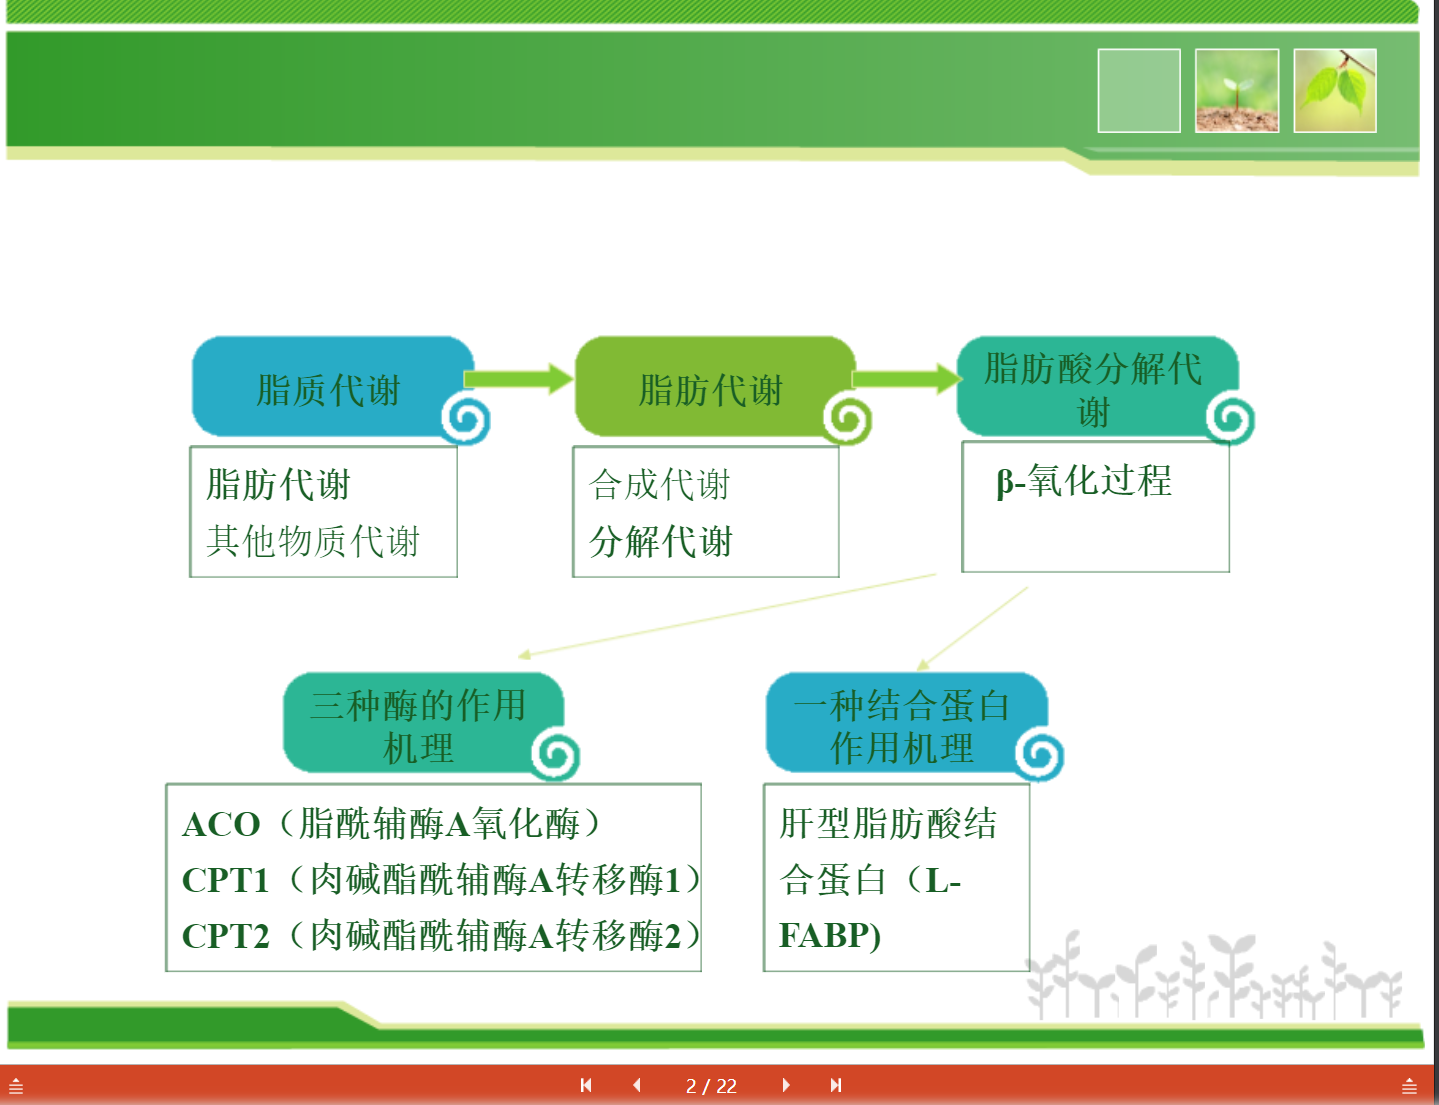 脂质代谢
脂肪代谢
脂肪酸分解代
谢
脂肪代谢
其他物质代谢
合成代谢
分解代谢
β-氧化过程
三种酶的作用
机理
一种结合蛋白
作用机理
ACO（脂酰辅酶A氧化酶）
CPT1（肉碱酯酰辅酶A转移酶1）
CPT2（肉碱酯酰辅酶A转移酶2）
肝型脂肪酸结
合蛋白（L-
FABP)
2 / 22